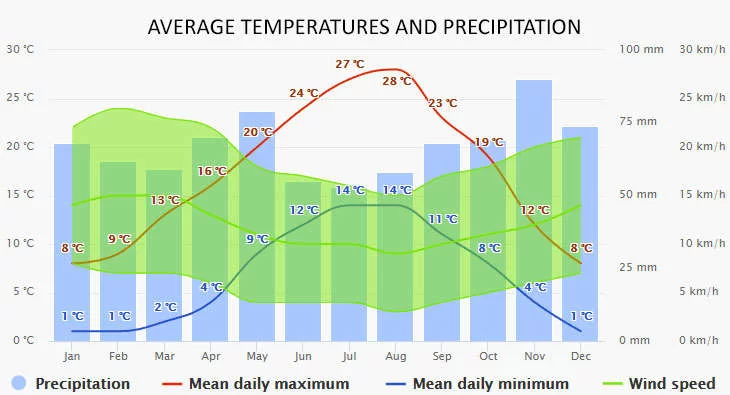 AVERAGE TEMPERATURES AND PRECIPITATION
30 °C 100 mm 30 km/h
27 °C
28 °C
25 °C 24 °C 23 °C 25 km/h
75 mm
20 °C 20 °C 19 °C 20 km/h
16 °C
15 °C 13 °C 14 °C 14 °C 50 mm 15 km/h
12 °C 11 °C 12 °C
10 °C 8 °C 9 °C 9 °C 8 °C 8 °C 10 km/h
25 mm
5 °C 4 °C 4 °C 5 km/h
1 °C 1 °C 2 °C 1 °C
0 °C 0 mm 0 km/h
Jan Feb Mar Apr May Jun Jul Aug Sep Oct Nov Dec
Precipitation Mean daily maximum Mean daily minimum Wind speed